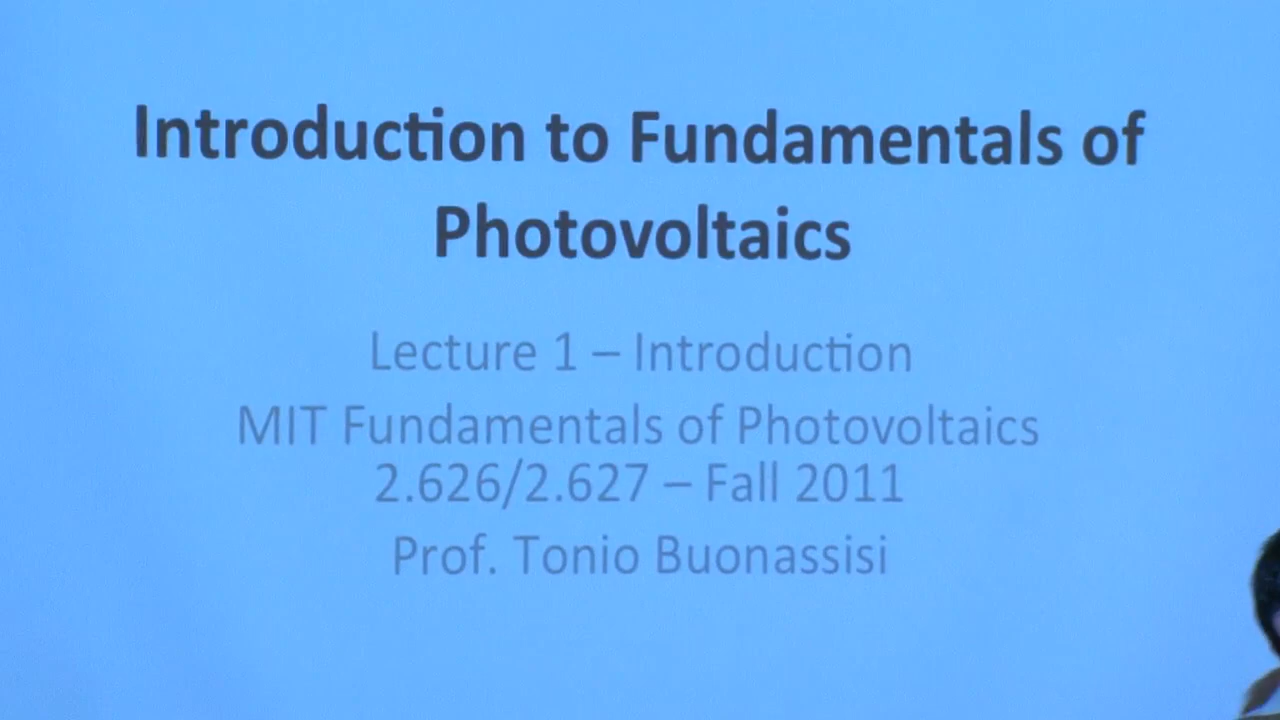 Introduction to Fundamentals of
Photovoltaics
Lecture 1 – Introduction
MIT Fundamentals of Photovoltaics
2.626/2.627 – Fall 2011
Prof. Tonio Buonassisi